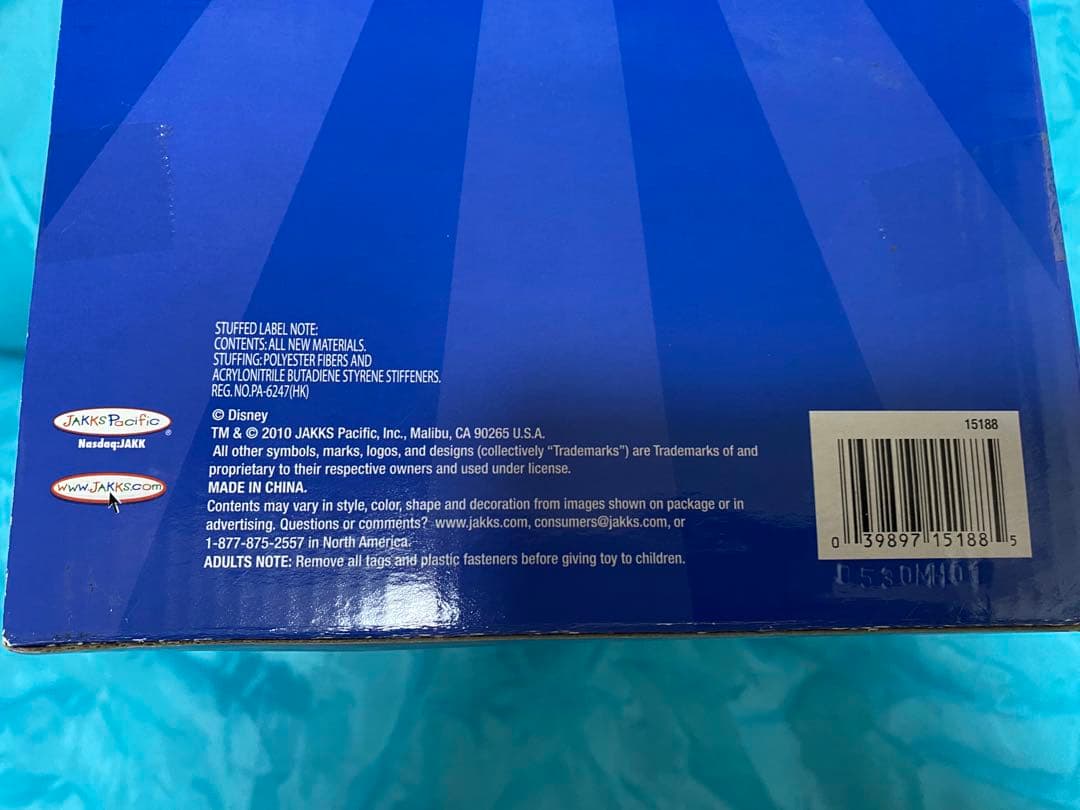 STUFFED LABEL NOTE:
CONTENTS: ALL NEW MATERIALS.
STUFFING: POLYESTER FIBERS AND
ACRYLONITRILE BUTADIENE STYRENE STIFFENERS.
REG. NO.PA-6247(HK)
© Disney
TM & © 2010 JAKKS Pacific, Inc., Malibu, CA 90265 U.S.A.
All other symbols, marks, logos, and designs (collectively “Trademarks”) are Trademarks of and
proprietary to their respective owners and used under license.
MADE IN CHINA.
Contents may vary in style, color, shape and decoration from images shown on package or in
advertising. Questions or comments? www.jakks.com, consumers@jakks.com, or
1-877-875-2557 in North America.
ADULTS NOTE: Remove all tags and plastic fasteners before giving toy to children.
JAKKS Pacific®
Nasdaq:JAKK
www.JAKKS.com
15188
0 39897 15188 5